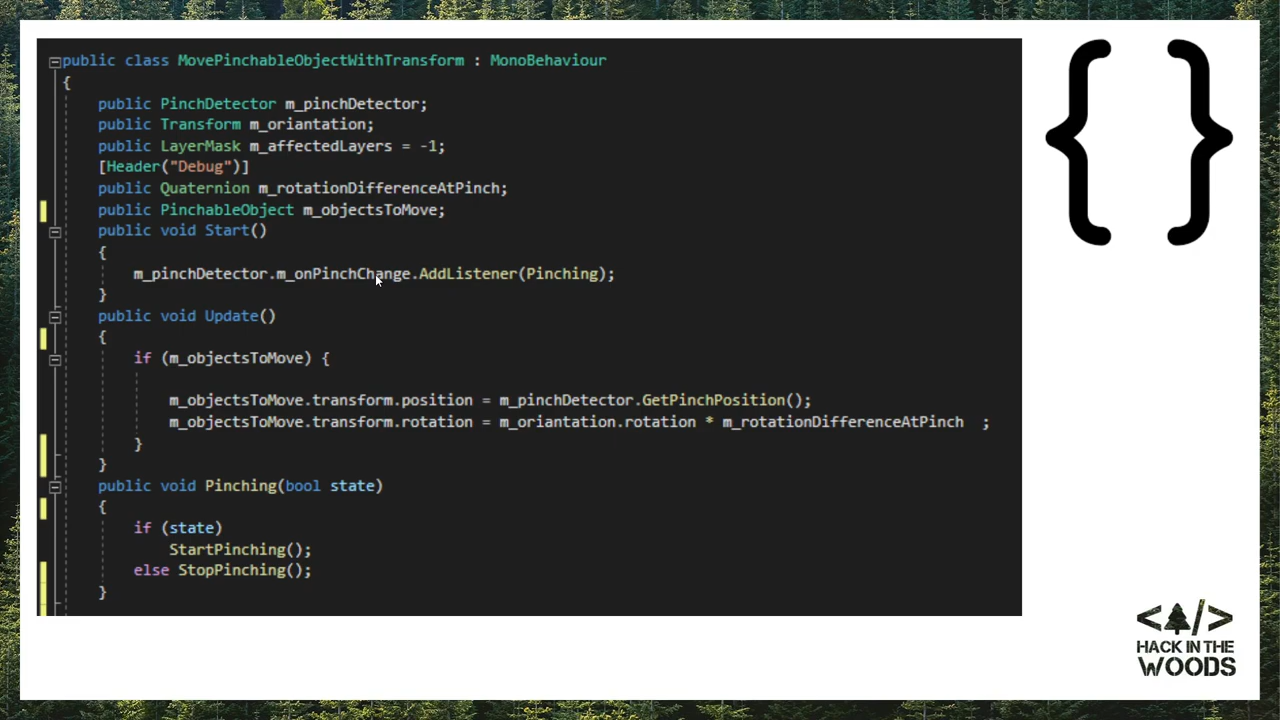 public class MovePinchableObjectWithTransform : MonoBehaviour
{
public PinchDetector m_pinchDetector;
public Transform m_oriantation;
public LayerMask m_affectedLayers = -1;
[Header("Debug")]
public Quaternion m_rotationDifferenceAtPinch;
public PinchableObject m_objectsToMove;
public void Start()
{
m_pinchDetector.m_onPinchChange.AddListener(Pinching);
}
public void Update()
{
if (m_objectsToMove) {
m_objectsToMove.transform.position = m_pinchDetector.GetPinchPosition();
m_objectsToMove.transform.rotation = m_oriantation.rotation * m_rotationDifferenceAtPinch ;
}
}
public void Pinching(bool state)
{
if (state)
StartPinching();
else StopPinching();
}
{ }
HACK IN THE
WOODS